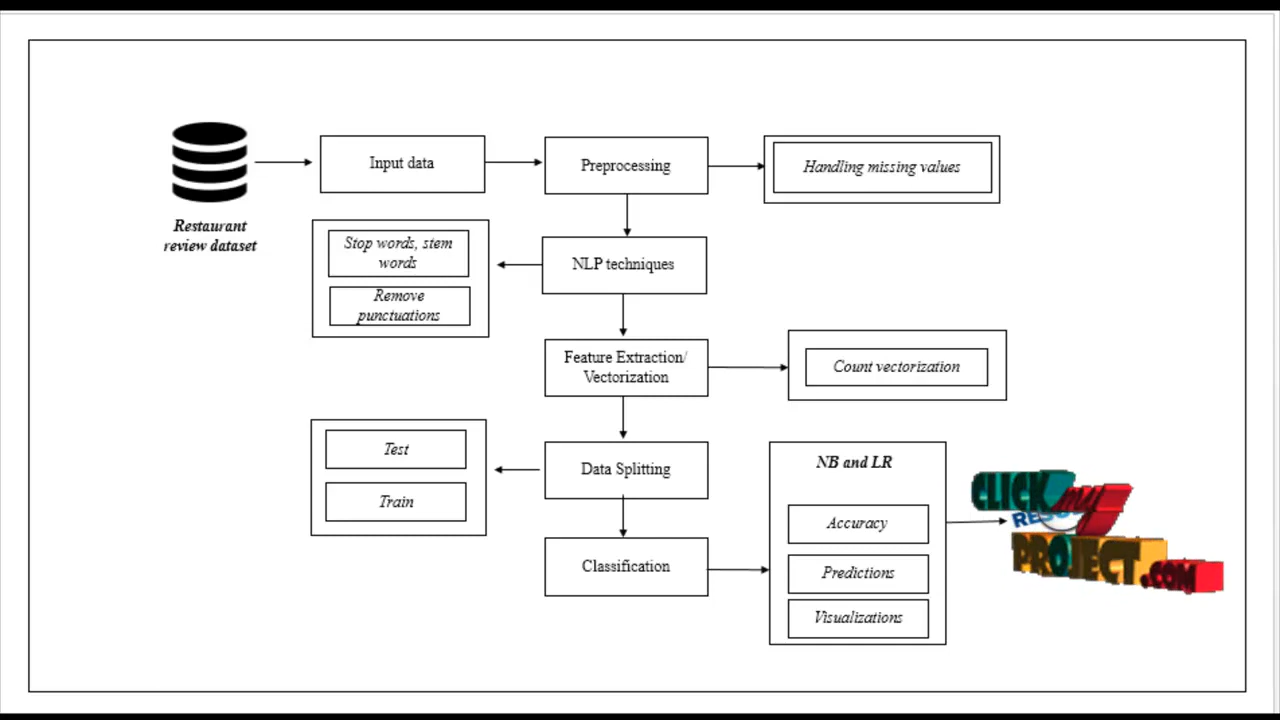 Input data
Preprocessing
Handling missing values
Restaurant
review dataset
Stop words, stem
words
Remove
punctuations
NLP techniques
Feature Extraction/
Vectorization
Count vectorization
Test
Train
Data Splitting
NB and LR
Accuracy
Predictions
Visualizations
Classification
CLICK my
PROJECT.COM